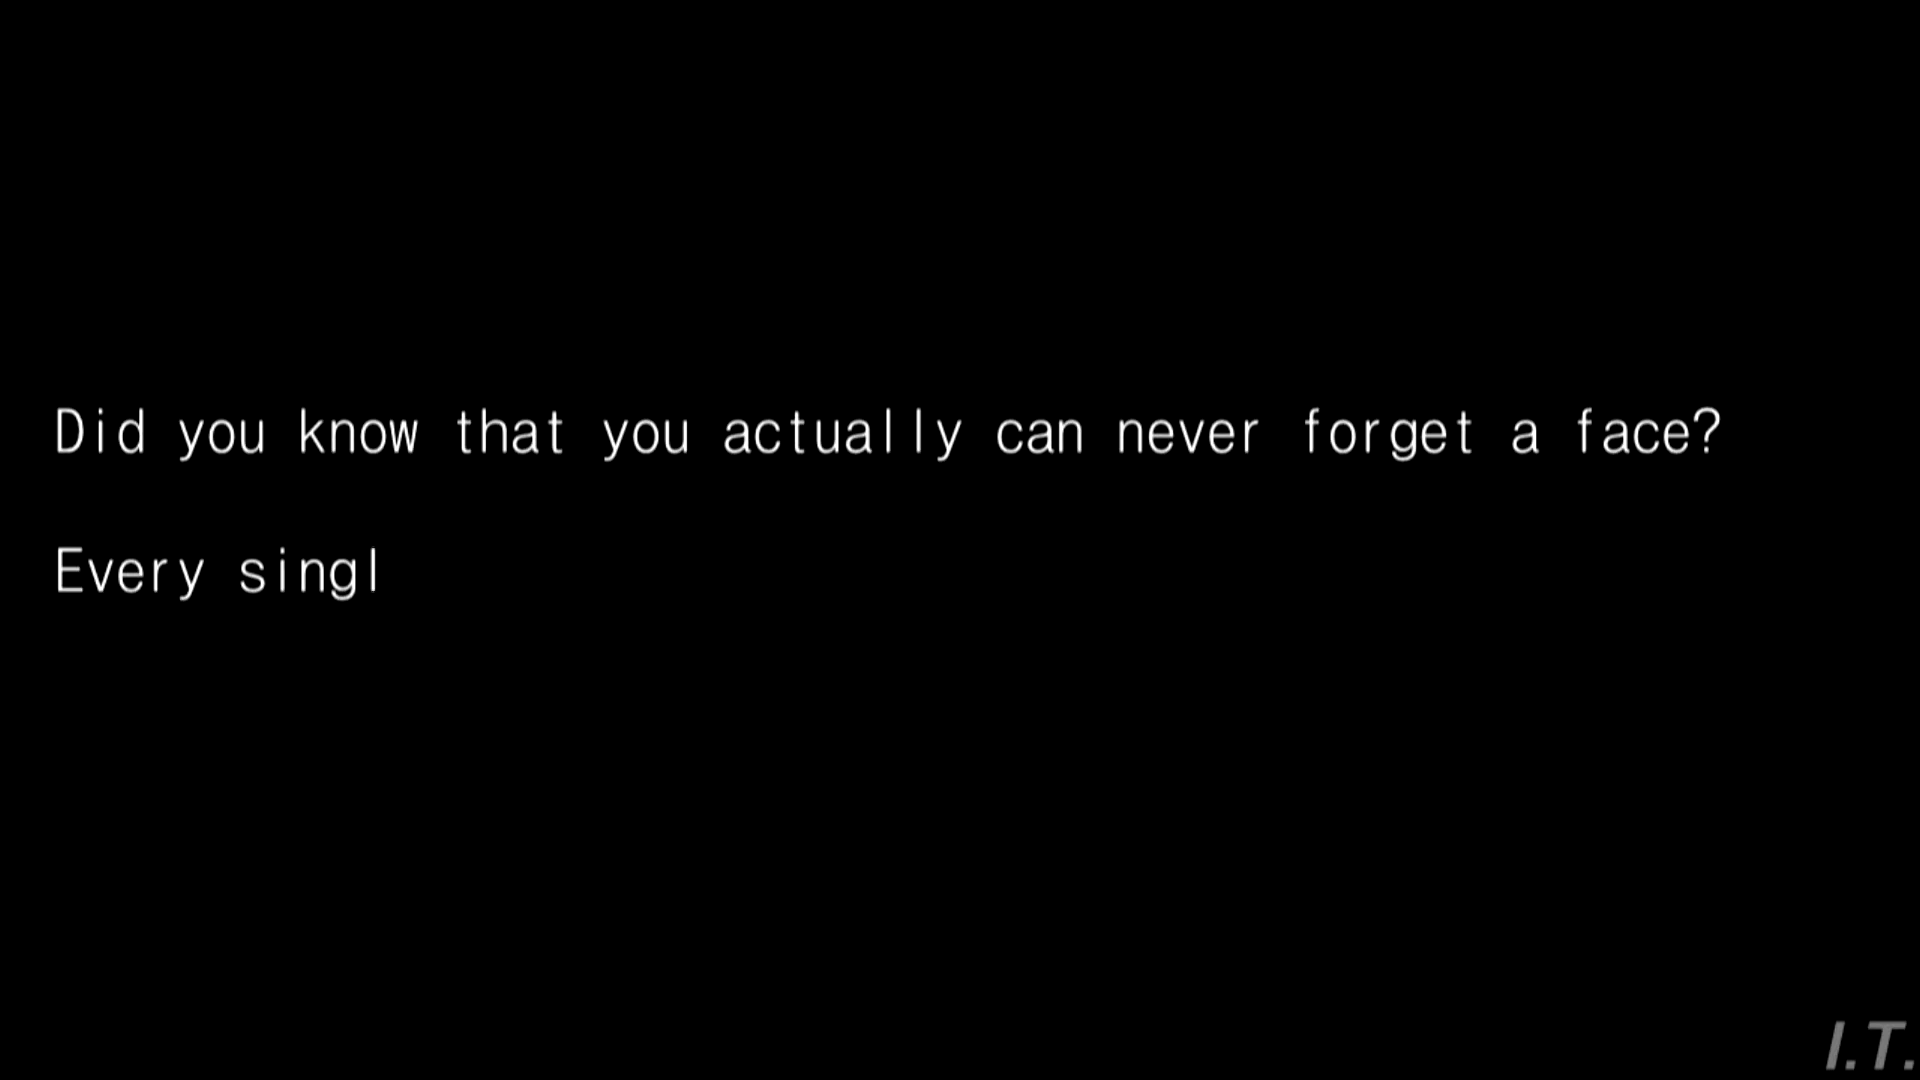 Did you know that you actually can never forget a face?
Every singl
I.T.